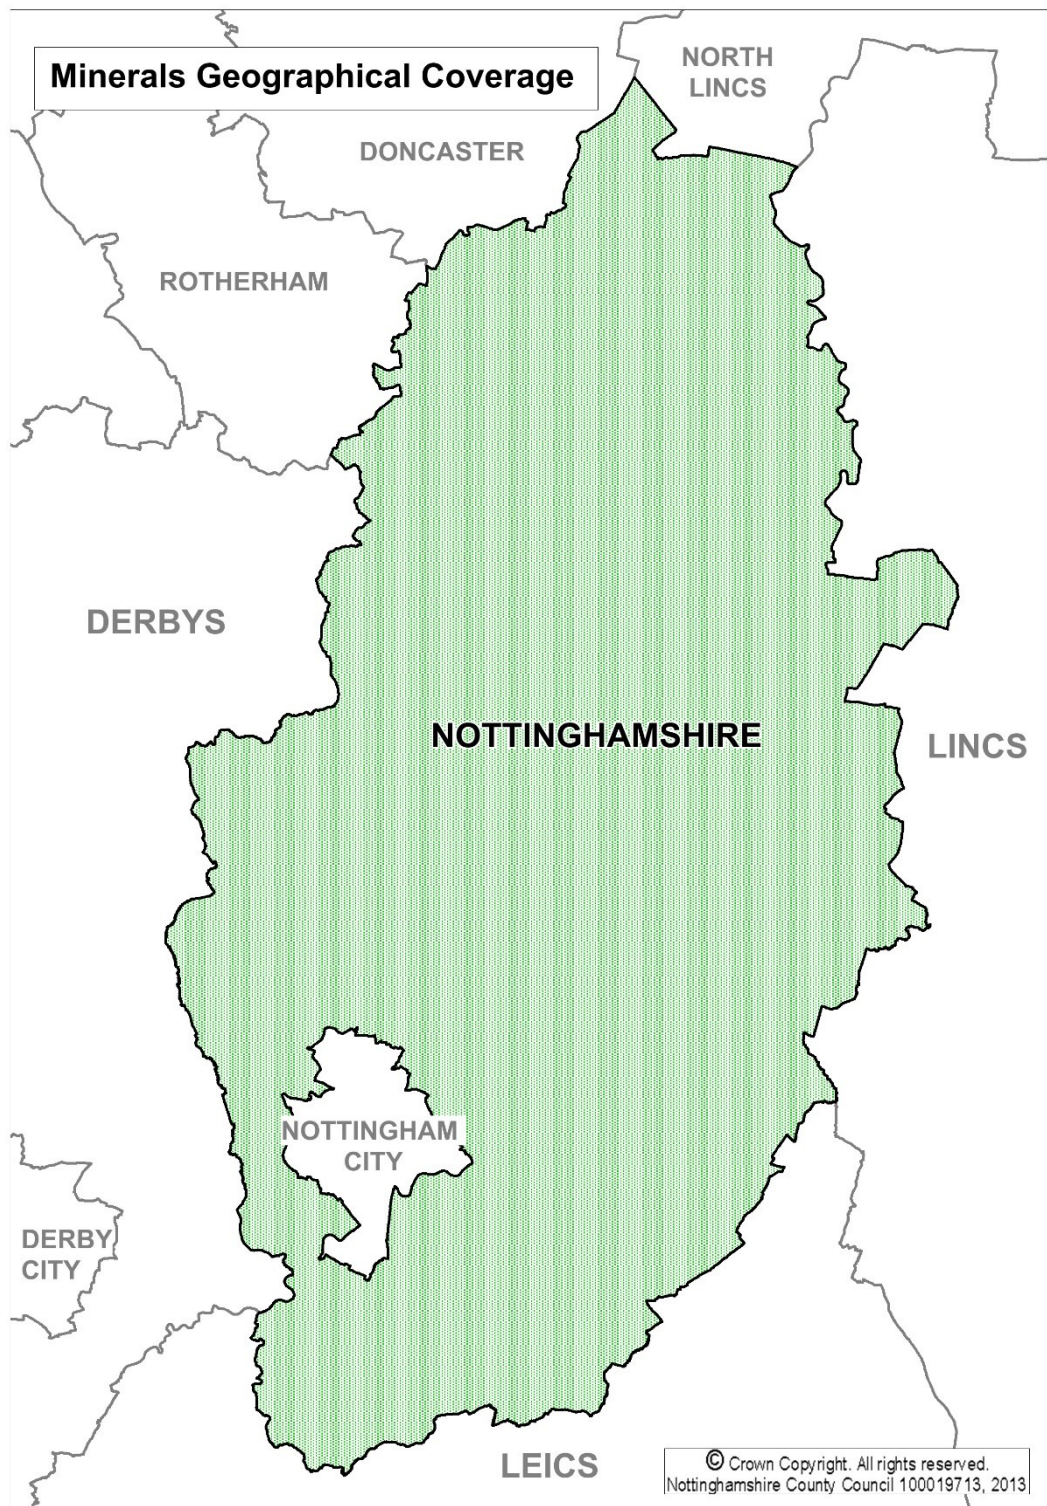 Minerals Geographical Coverage
NORTH
LINCS
DONCASTER
ROTHERHAM
DERBYS
NOTTINGHAMSHIRE
LINCS
NOTTINGHAM
CITY
DERBY
CITY
LEICS
© Crown Copyright. All rights reserved.
Nottinghamshire County Council 100019713, 2013